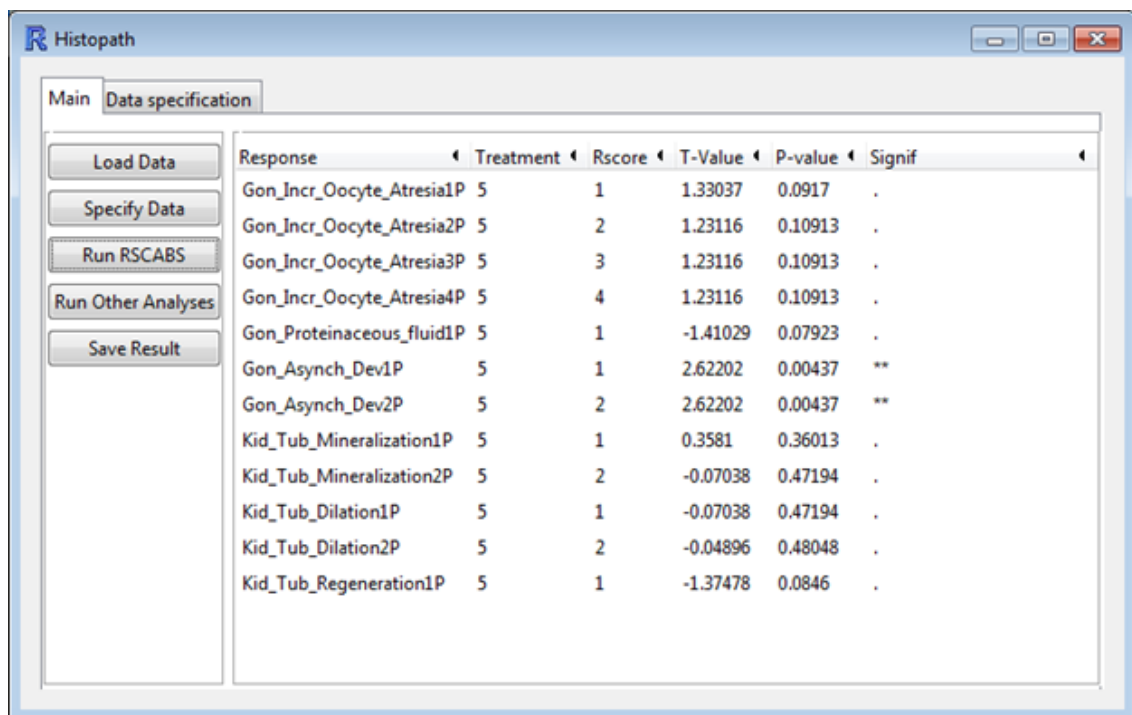 Histopath
Main Data specification
Load Data
Specify Data
Run RSCABS
Run Other Analyses
Save Result
Response Treatment Rscore T-Value P-value Signif
Gon_Incr_Oocyte_Atresia1P 5 1 1.33037 0.0917 .
Gon_Incr_Oocyte_Atresia2P 5 2 1.23116 0.10913 .
Gon_Incr_Oocyte_Atresia3P 5 3 1.23116 0.10913 .
Gon_Incr_Oocyte_Atresia4P 5 4 1.23116 0.10913 .
Gon_Proteinaceous_fluid1P 5 1 -1.41029 0.07923 .
Gon_Asynch_Dev1P 5 1 2.62202 0.00437 **
Gon_Asynch_Dev2P 5 2 2.62202 0.00437 **
Kid_Tub_Mineralization1P 5 1 0.3581 0.36013 .
Kid_Tub_Mineralization2P 5 2 -0.07038 0.47194 .
Kid_Tub_Dilation1P 5 1 -0.07038 0.47194 .
Kid_Tub_Dilation2P 5 2 -0.04896 0.48048 .
Kid_Tub_Regeneration1P 5 1 -1.37478 0.0846 .